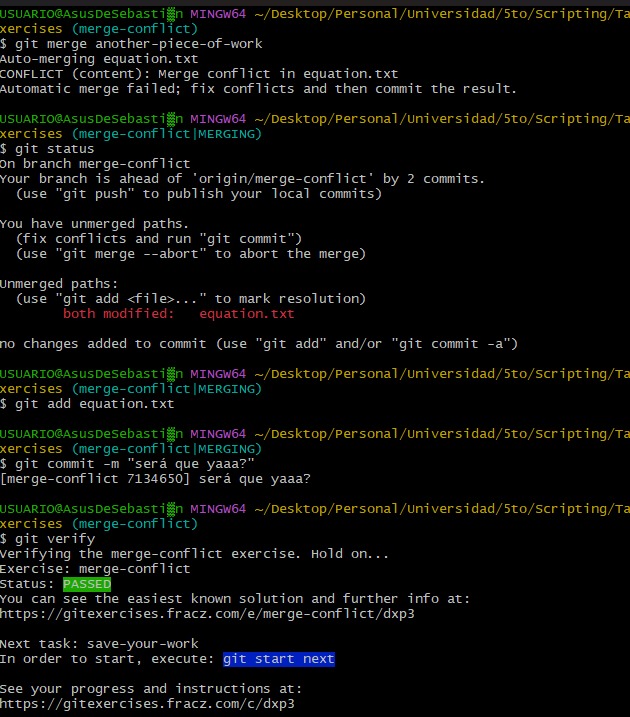 USUARIO@AsusDeSebasti▒n MINGW64 ~/Desktop/Personal/Universidad/5to/Scripting/Ta
xercises (merge-conflict)
$ git merge another-piece-of-work
Auto-merging equation.txt
CONFLICT (content): Merge conflict in equation.txt
Automatic merge failed; fix conflicts and then commit the result.
USUARIO@AsusDeSebasti▒n MINGW64 ~/Desktop/Personal/Universidad/5to/Scripting/Ta
xercises (merge-conflict|MERGING)
$ git status
On branch merge-conflict
Your branch is ahead of 'origin/merge-conflict' by 2 commits.
  (use "git push" to publish your local commits)
You have unmerged paths.
  (fix conflicts and run "git commit")
  (use "git merge --abort" to abort the merge)
Unmerged paths:
  (use "git add <file>..." to mark resolution)
        both modified:   equation.txt
no changes added to commit (use "git add" and/or "git commit -a")
USUARIO@AsusDeSebasti▒n MINGW64 ~/Desktop/Personal/Universidad/5to/Scripting/Ta
xercises (merge-conflict|MERGING)
$ git add equation.txt
USUARIO@AsusDeSebasti▒n MINGW64 ~/Desktop/Personal/Universidad/5to/Scripting/Ta
xercises (merge-conflict|MERGING)
$ git commit -m "será que yaaa?"
[merge-conflict 7134650] será que yaaa?
USUARIO@AsusDeSebasti▒n MINGW64 ~/Desktop/Personal/Universidad/5to/Scripting/Ta
xercises (merge-conflict)
$ git verify
Verifying the merge-conflict exercise. Hold on...
Exercise: merge-conflict
Status: PASSED
You can see the easiest known solution and further info at:
https://gitexercises.fracz.com/e/merge-conflict/dxp3
Next task: save-your-work
In order to start, execute: git start next
See your progress and instructions at:
https://gitexercises.fracz.com/c/dxp3